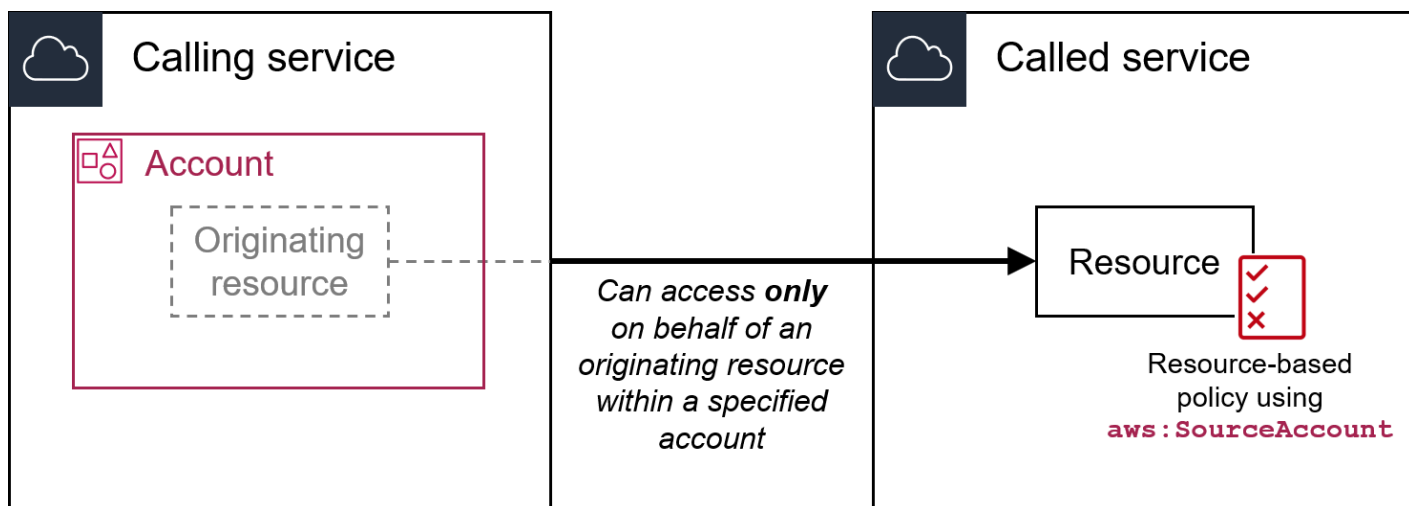 Calling service
Account
Originating
resource
Can access only
on behalf of an
originating resource
within a specified
account
Called service
Resource
Resource-based
policy using
aws:SourceAccount